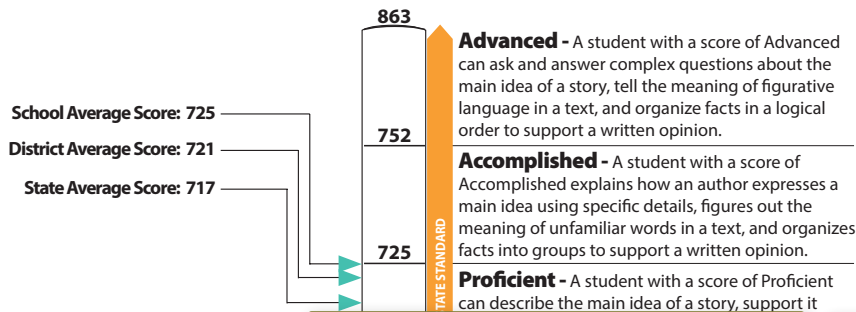 863
Advanced - A student with a score of Advanced
can ask and answer complex questions about the
main idea of a story, tell the meaning of figurative
language in a text, and organize facts in a logical
order to support a written opinion.
School Average Score: 725
District Average Score: 721
State Average Score: 717
752
Accomplished - A student with a score of
Accomplished explains how an author expresses a
main idea using specific details, figures out the
meaning of unfamiliar words in a text, and organizes
facts into groups to support a written opinion.
725
TATE STANDARD
Proficient - A student with a score of Proficient
can describe the main idea of a story, support it